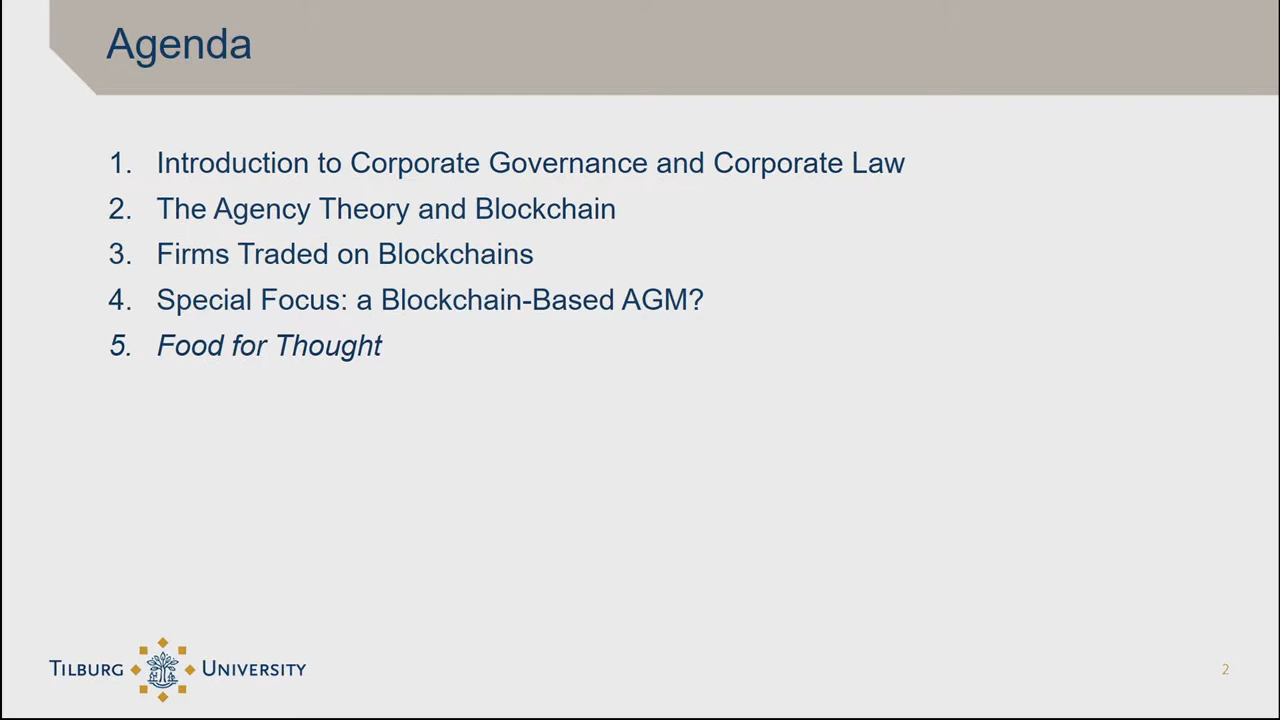 Agenda
1. Introduction to Corporate Governance and Corporate Law
2. The Agency Theory and Blockchain
3. Firms Traded on Blockchains
4. Special Focus: a Blockchain-Based AGM?
5. Food for Thought
TILBURG UNIVERSITY
2